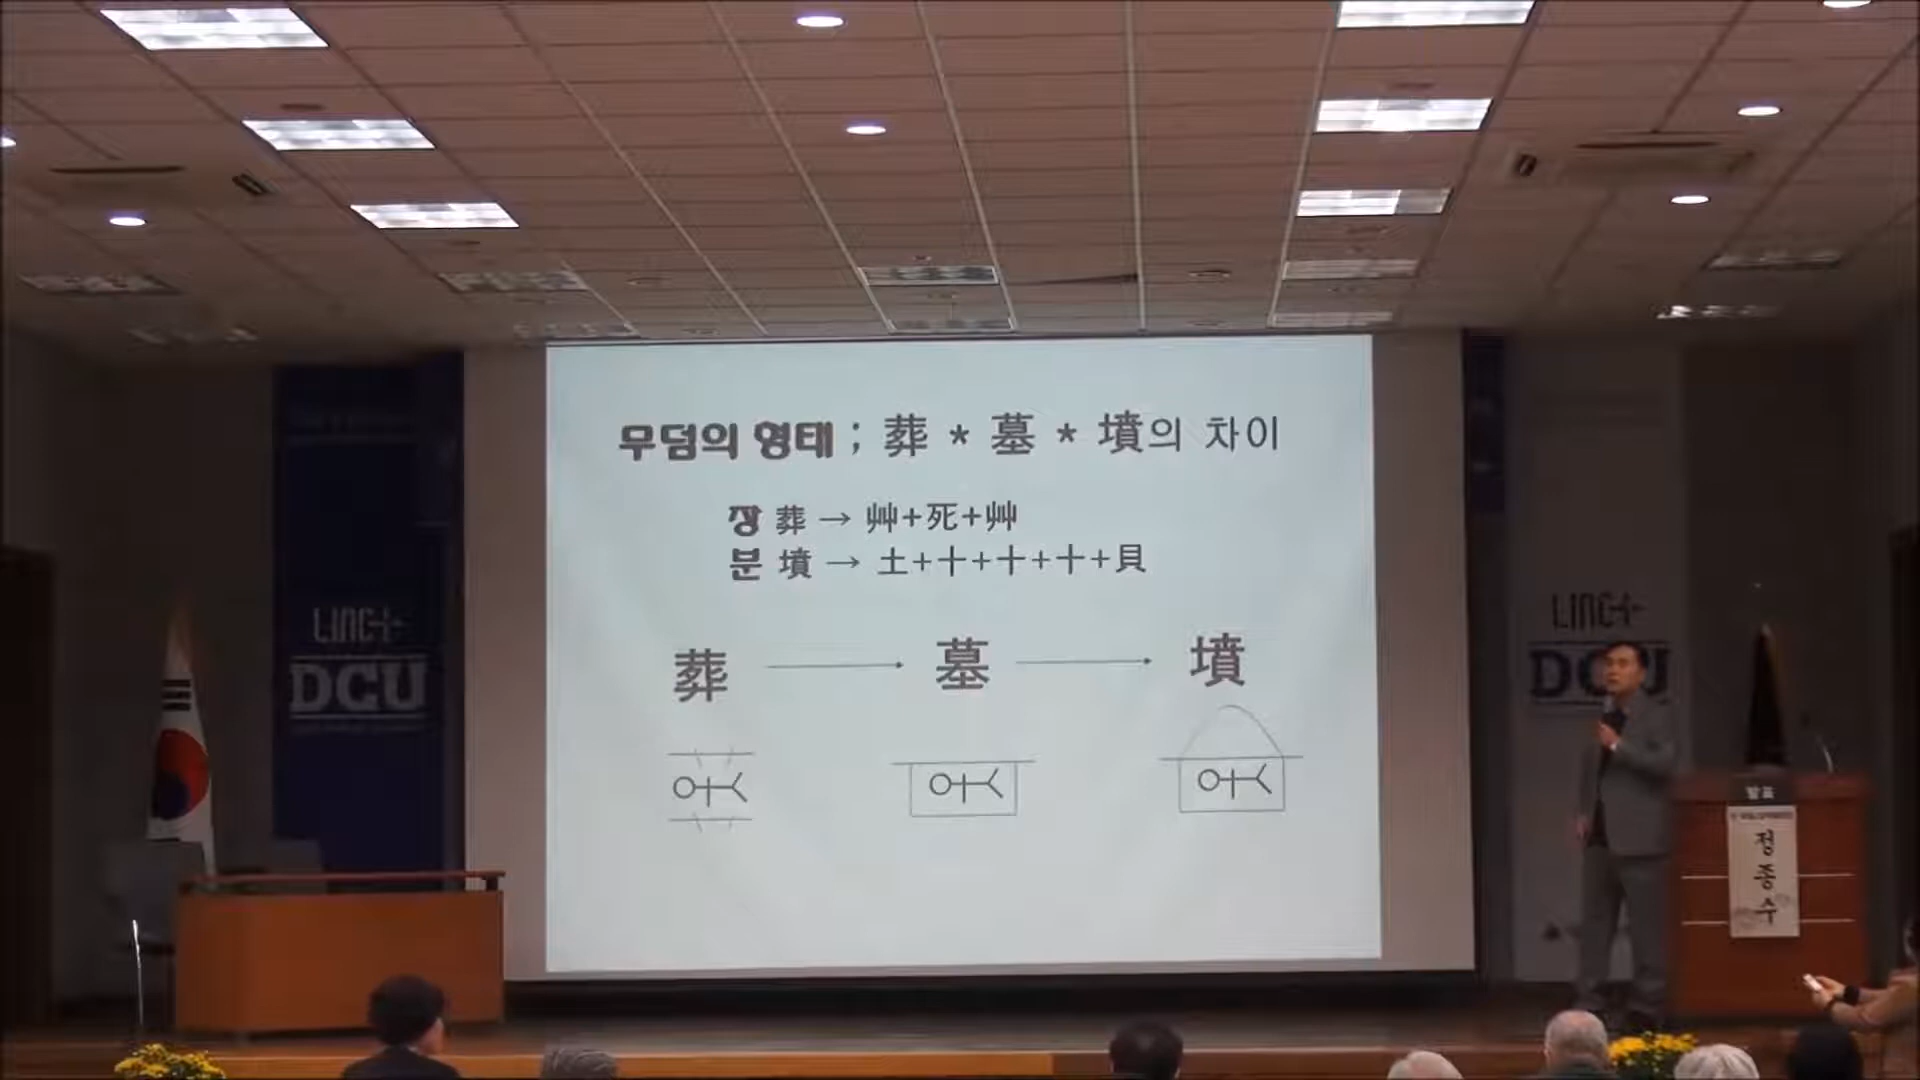 무덤의 형태 ; 葬 * 墓 * 墳의 차이
장 葬 → 艸+死+艸
분 墳 → 土+十+十+十+貝
葬 → 墓 → 墳
LINC+
DCU
LINC+
DCU
발표
정종수